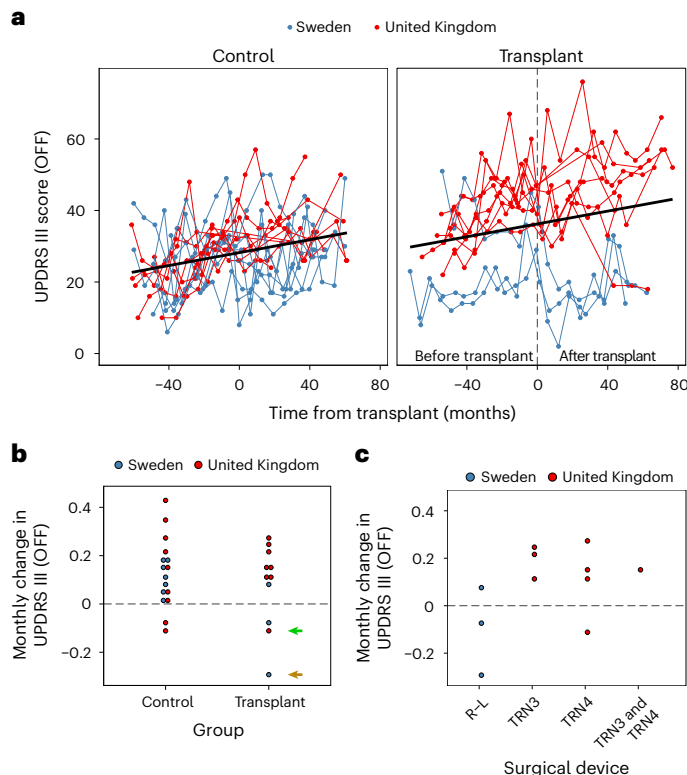 a
Sweden United Kingdom
Control Transplant
UPDRS III score (OFF)
60
40
20
0
Before transplant After transplant
−40 0 40 80 −40 0 40 80
Time from transplant (months)
b
Sweden United Kingdom
Monthly change in
UPDRS III (OFF)
0.4
0.2
0
−0.2
Control Transplant
Group
c
Sweden United Kingdom
Monthly change in
UPDRS III (OFF)
0.4
0.2
0
−0.2
R–L
TRN3
TRN4
TRN3 and
TRN4
Surgical device